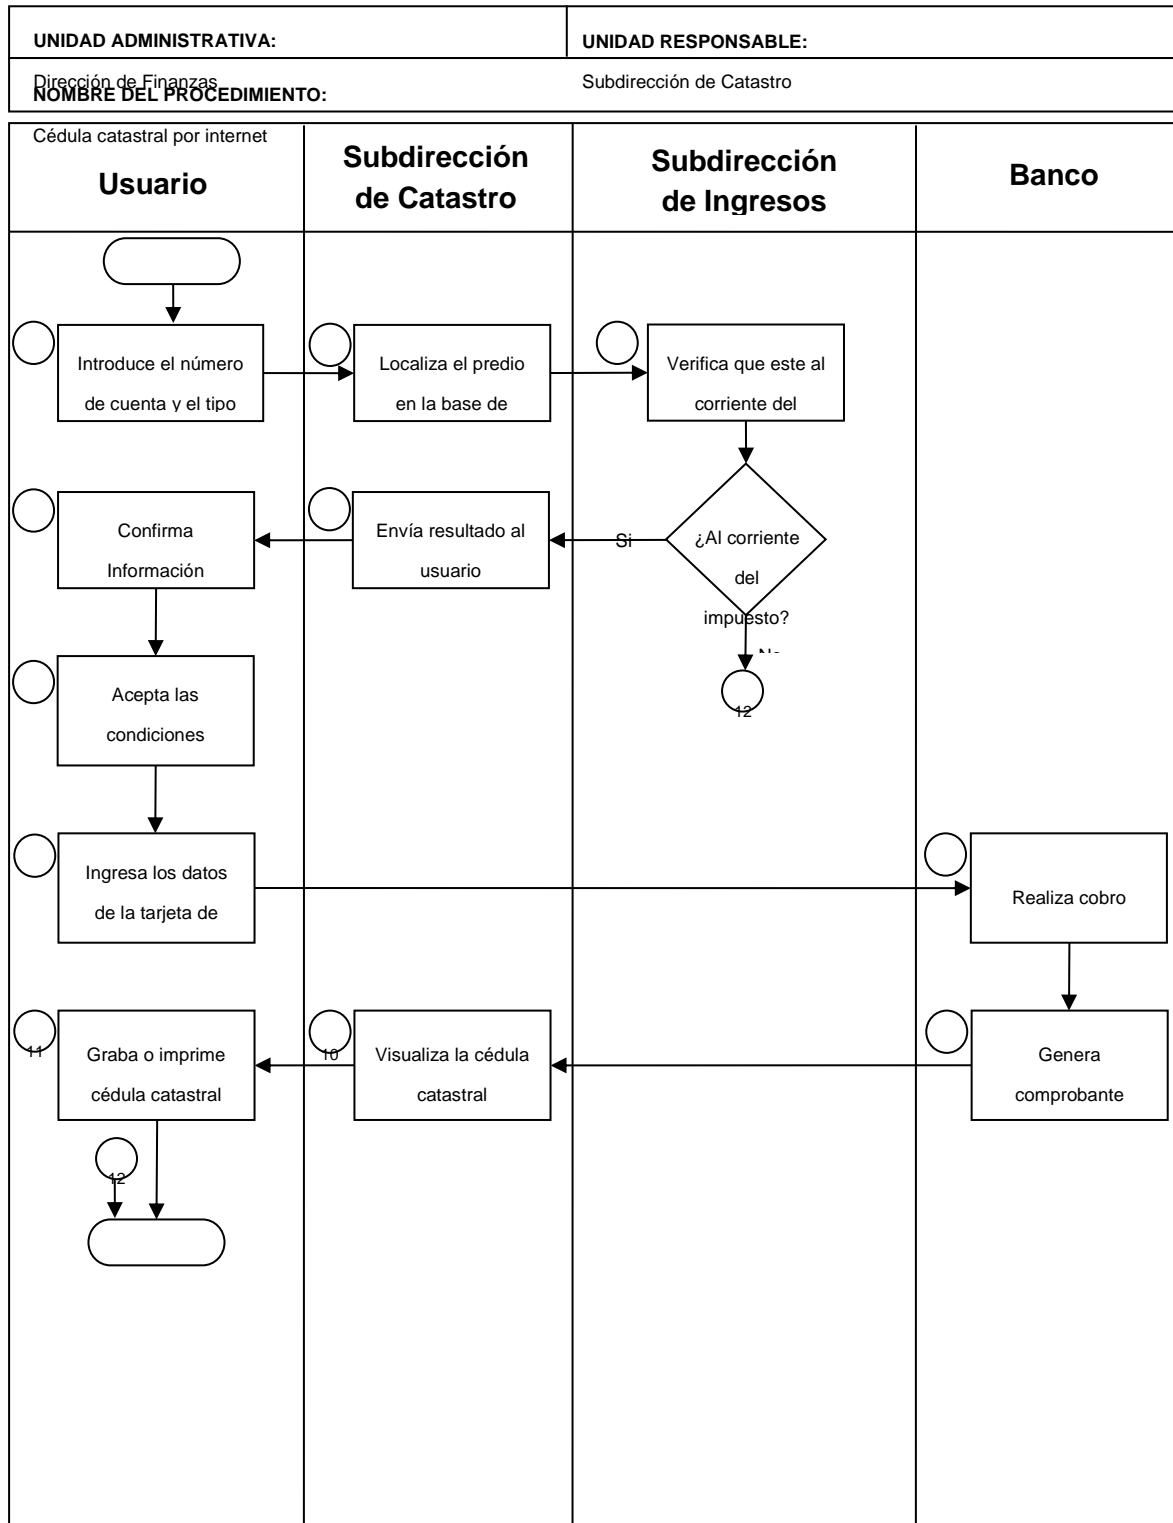 UNIDAD ADMINISTRATIVA:
UNIDAD RESPONSABLE:
Dirección de Finanzas
Subdirección de Catastro
NOMBRE DEL PROCEDIMIENTO:
Cédula catastral por internet
Usuario
Subdirección
de Catastro
Subdirección
de Ingresos
Banco
Introduce el número
de cuenta y el tipo
Localiza el predio
en la base de
Verifica que este al
corriente del
Confirma
Información
Envía resultado al
usuario
Si
¿Al corriente
del
impuesto?
No
12
Acepta las
condiciones
Ingresa los datos
de la tarjeta de
Realiza cobro
11
Graba o imprime
cédula catastral
10
Visualiza la cédula
catastral
Genera
comprobante
12